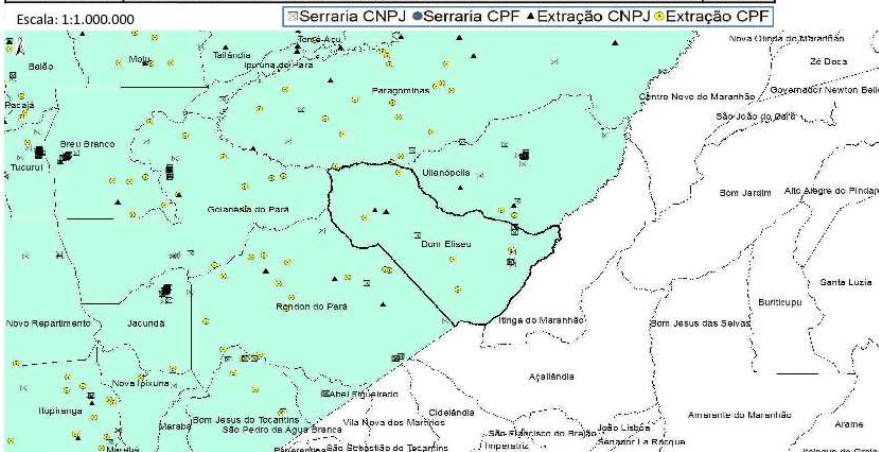 Escala: 1:1.000.000
Serraria CNPJ Serraria CPF Extração CNPJ Extração CPF
Nova Olinda do Maranhão
Tomé-Açu
Moju
Tailândia
Ipixuna do Pará
Zé Doca
Baião
Paragominas
Centro Novo do Maranhão
Governador Newton Bello
Pacajá
São João do Carú
Breu Branco
Tucuruí
Ulianópolis
Bom Jardim
Alto Alegre do Pindaré
Goianésia do Pará
Dom Eliseu
Santa Luzia
Buriticupu
Rondon do Pará
Novo Repartimento
Jacundá
Itinga do Maranhão
Bom Jesus das Selvas
Açailândia
Nova Ipixuna
Abel Figueiredo
Itupiranga
Cidelândia
Amarante do Maranhão
Bom Jesus do Tocantins
Marabá
São Pedro da Água Branca
Vila Nova dos Martírios
São Francisco do Brejão
João Lisboa
Arame
Senador La Rocque
Marabá
São Sebastião do Tocantins
Imperatriz